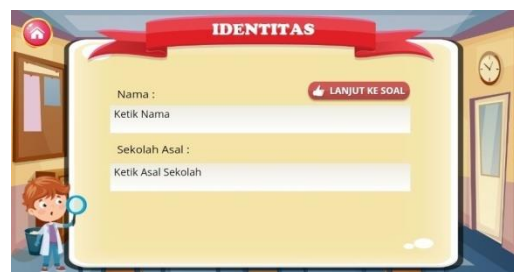 IDENTITAS
Nama :
LANJUT KE SOAL
Ketik Nama
Sekolah Asal :
Ketik Asal Sekolah